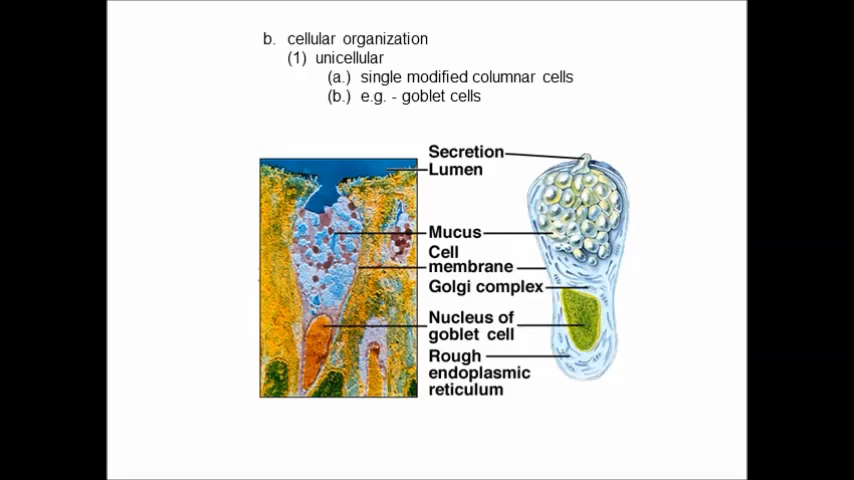 b. cellular organization
(1) unicellular
(a.) single modified columnar cells
(b.) e.g. - goblet cells
Secretion
Lumen
Mucus
Cell
membrane
Golgi complex
Nucleus of
goblet cell
Rough
endoplasmic
reticulum